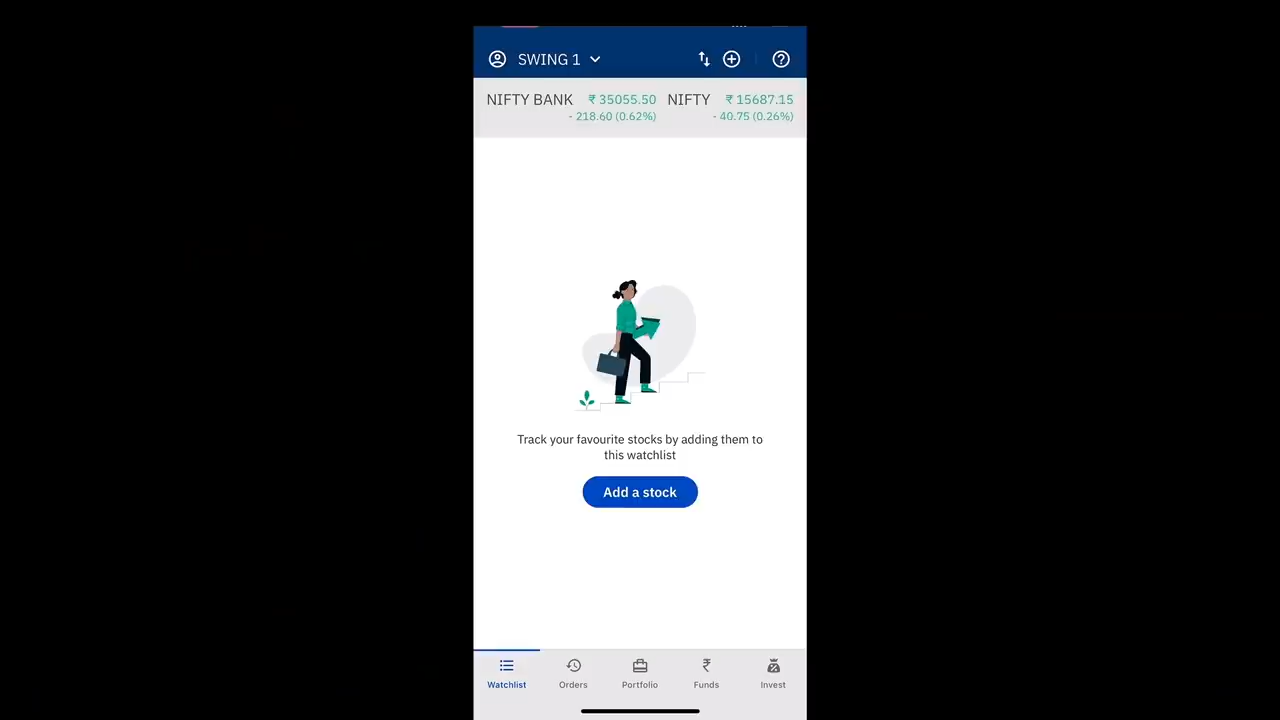 SWING 1
NIFTY BANK ₹ 35055.50 NIFTY ₹ 15687.15
- 218.60 (0.62%) - 40.75 (0.26%)
Track your favourite stocks by adding them to
this watchlist
Add a stock
Watchlist Orders Portfolio Funds Invest